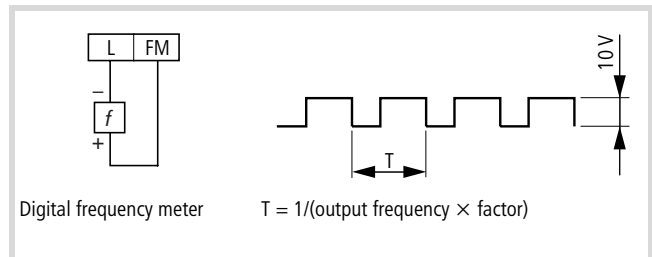 L FM
10 V
–
f
+
T
Digital frequency meter
T = 1/(output frequency × factor)